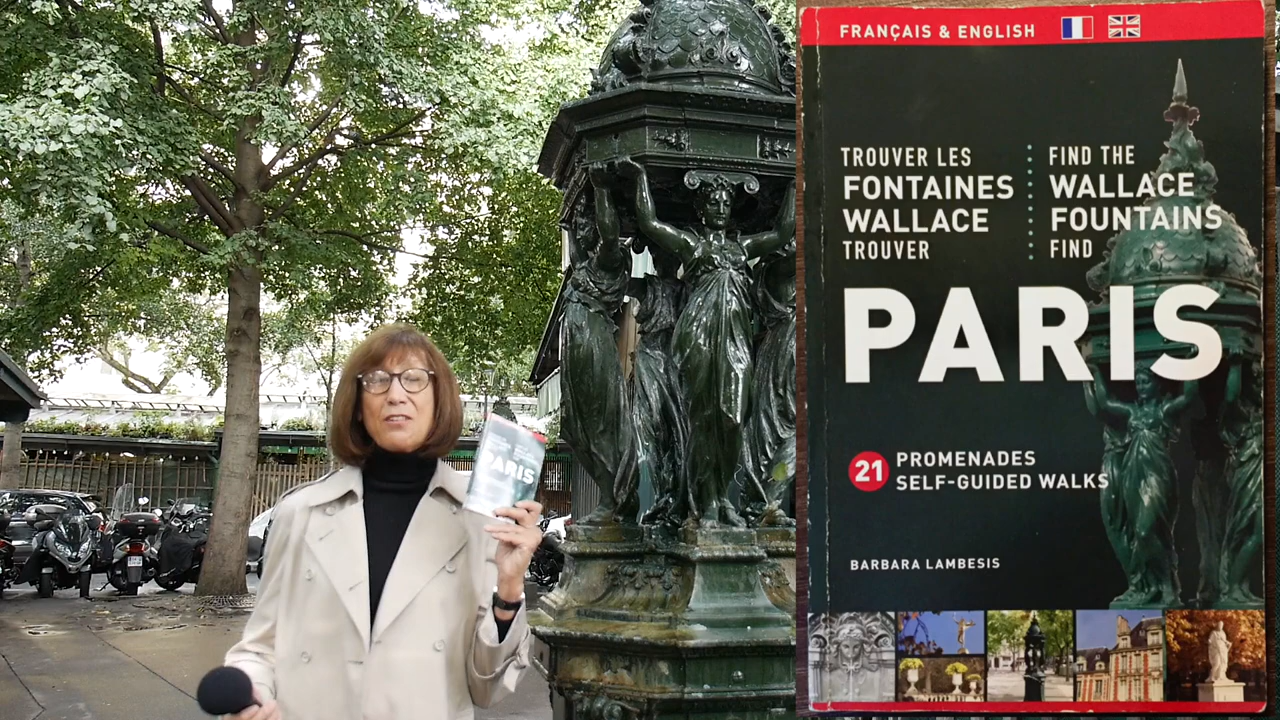 PARIS
FRANÇAIS & ENGLISH
TROUVER LES
FONTAINES
WALLACE
TROUVER
FIND THE
WALLACE
FOUNTAINS
FIND
PARIS
21 PROMENADES
SELF-GUIDED WALKS
BARBARA LAMBESIS